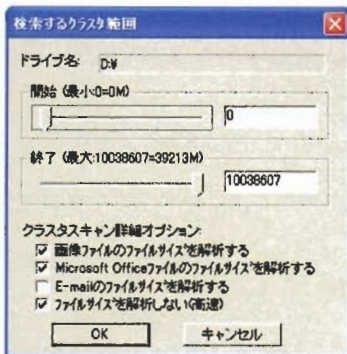 検索するクラスタ範囲
ドライブ名: D:¥
開始 (最小:0=0M)
0
終了 (最大:10038607=39213M)
10038607
クラスタスキャン詳細オプション:
画像ファイルのファイルサイズを解析する
Microsoft Officeファイルのファイルサイズを解析する
E-mailのファイルサイズを解析する
ファイルサイズを解析しない(高速)
OK キャンセル